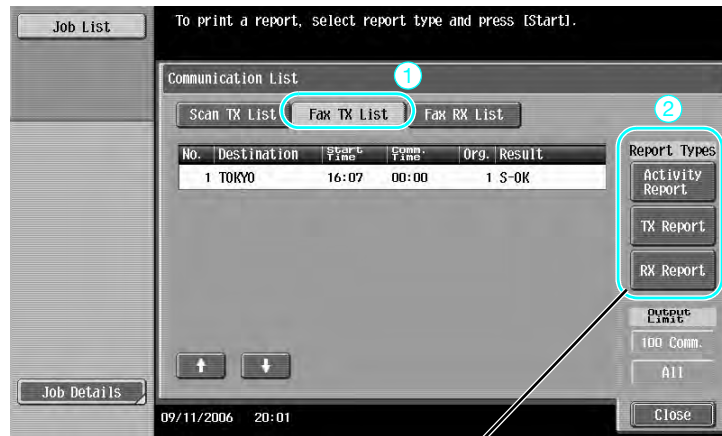 Job List
To print a report, select report type and press [Start].
Communication List
1
Scan TX List
Fax TX List
Fax RX List
2
No. Destination Start Time Comm. Time Org. Result
1 TOKYO 16:07 00:00 1 S-OK
Report Types
Activity
Report
TX Report
RX Report
Output
Limit
100 Comm.
All
Job Details
09/11/2006 20:01
Close